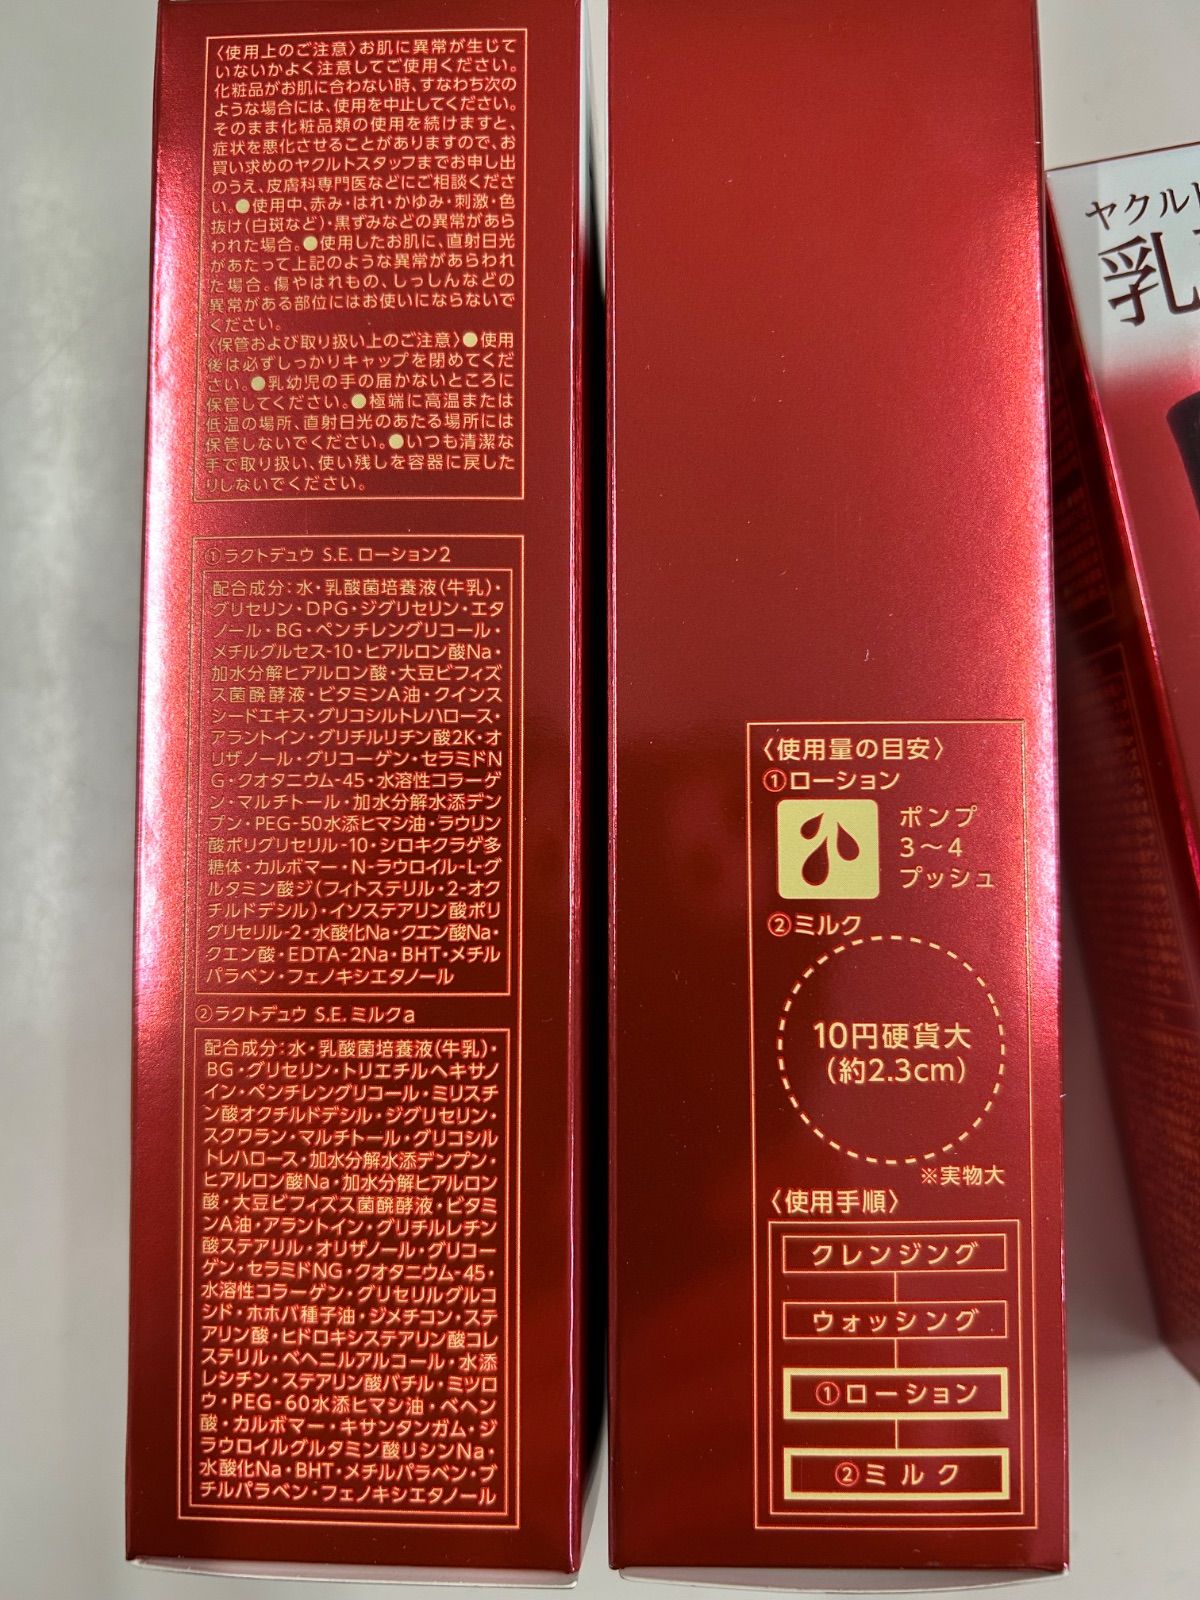 〈使用上のご注意〉お肌に異常が生じて
いないかよく注意してご使用ください。
化粧品がお肌に合わない時、すなわち次の
ような場合には、使用を中止してください。
そのまま化粧品類の使用を続けますと、
症状を悪化させることがありますので、お
買い求めのヤクルトスタッフまでお申し出
のうえ、皮膚科専門医などにご相談くださ
い。●使用中、赤み・はれ・かゆみ・刺激・色
抜け(白斑など)・黒ずみなどの異常があら
われた場合。●使用したお肌に、直射日光
があたって上記のような異常があらわれ
た場合。傷やはれもの、しっしんなどの
異常がある部位にはお使いにならないで
ください。
〈保管および取り扱い上のご注意〉●使用
後は必ずしっかりキャップを閉めてくだ
さい。●乳幼児の手の届かないところに
保管してください。●極端に高温または
低温の場所、直射日光のあたる場所には
保管しないでください。●いつも清潔な
手で取り扱い、使い残しを容器に戻した
りしないでください。
①ラクトデュウ S.E. ローション2
配合成分:水・乳酸菌培養液(牛乳)・
グリセリン・DPG・ジグリセリン・エタ
ノール・BG・ペンチレングリコール・
メチルグルセス-10・ヒアルロン酸Na・
加水分解ヒアルロン酸・大豆ビフィズ
ス菌醗酵液・ビタミンA油・クインス
シードエキス・グリコシルトレハロース・
アラントイン・グリチルリチン酸2K・オ
リザノール・グリコーゲン・セラミドN
G・クオタニウム-45・水溶性コラーゲ
ン・マルチトール・加水分解水添デン
プン・PEG-50水添ヒマシ油・ラウリン
酸ポリグリセリル-10・シロキクラゲ多
糖体・カルボマー・N-ラウロイル-L-グ
ルタミン酸ジ(フィトステリル・2-オク
チルドデシル)・イソステアリン酸ポリ
グリセリル-2・水酸化Na・クエン酸Na・
クエン酸・EDTA-2Na・BHT・メチル
パラベン・フェノキシエタノール
②ラクトデュウ S.E. ミルクa
配合成分:水・乳酸菌培養液(牛乳)・
BG・グリセリン・トリエチルヘキサノ
イン・ペンチレングリコール・ミリスチ
ン酸オクチルドデシル・ジグリセリン・
スクワラン・マルチトール・グリコシル
トレハロース・加水分解水添デンプン・
ヒアルロン酸Na・加水分解ヒアルロン
酸・大豆ビフィズス菌醗酵液・ビタミ
ンA油・アラントイン・グリチルレチン
酸ステアリル・オリザノール・グリコー
ゲン・セラミドNG・クオタニウム-45・
水溶性コラーゲン・グリセリルグルコ
シド・ホホバ種子油・ジメチコン・ステ
アリン酸・ヒドロキシステアリン酸コレ
ステリル・ベヘニルアルコール・水添
レシチン・ステアリン酸バチル・ミツロ
ウ・PEG-60水添ヒマシ油・ベヘン
酸・カルボマー・キサンタンガム・ジ
ラウロイルグルタミン酸リシンNa・
水酸化Na・BHT・メチルパラベン・ブ
チルパラベン・フェノキシエタノール
〈使用量の目安〉
①ローション
ポンプ
3～4
プッシュ
②ミルク
10円硬貨大
(約2.3cm)
※実物大
〈使用手順〉
クレンジング
ウォッシング
①ローション
②ミルク
ヤクルト
乳